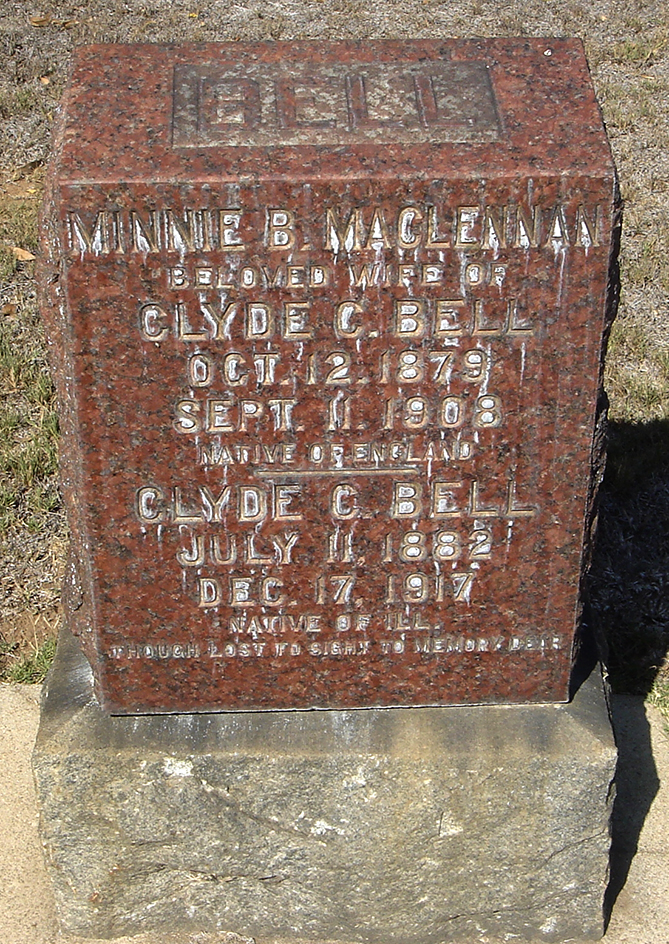 BELL
MINNIE B. MACLENNAN
BELOVED WIFE OF
CLYDE C. BELL
OCT. 12. 1879
SEPT. 11. 1908
NATIVE OF ENGLAND
CLYDE C. BELL
JULY 11, 1882
DEC. 17, 1917
NATIVE OF ILL.
THOUGH LOST TO SIGHT TO MEMORY DEAR